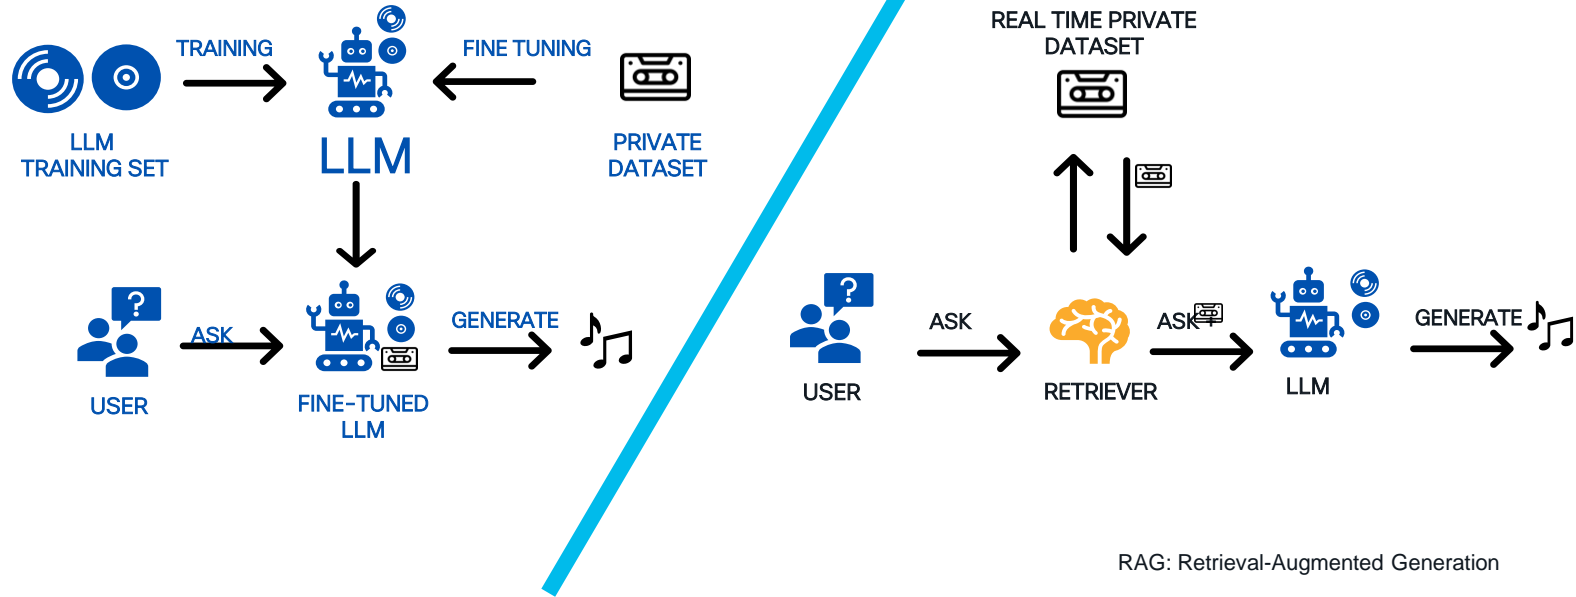 TRAINING
FINE TUNING
LLM
TRAINING SET
LLM
PRIVATE
DATASET
ASK
GENERATE
?
USER
FINE-TUNED
LLM
REAL TIME PRIVATE
DATASET
?
ASK
ASK
+
GENERATE
USER
RETRIEVER
LLM
RAG: Retrieval-Augmented Generation